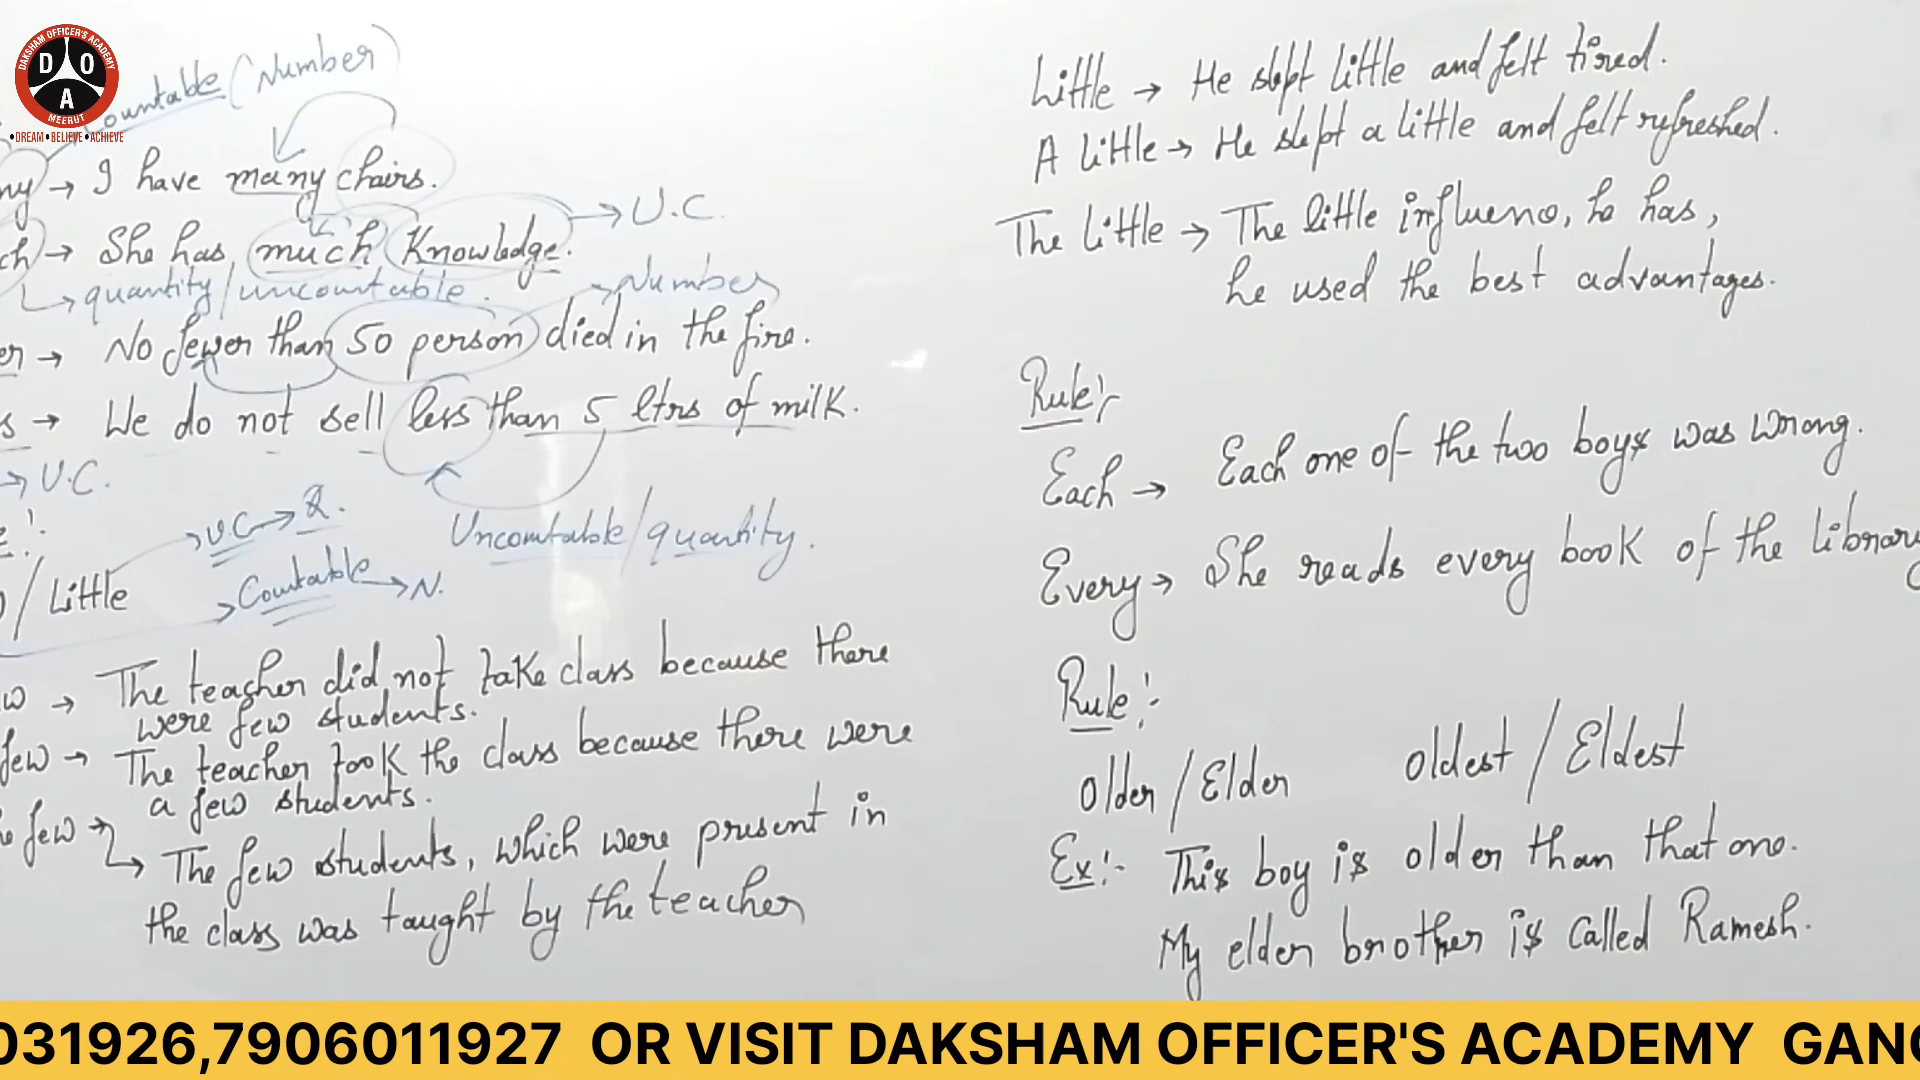 DAKSHAM OFFICER'S ACADEMY
D O A
MEERUT
•DREAM•BELIEVE•ACHIEVE
ountable (Number)
ny → I have many chairs.
ch → She has much Knowledge. → U.C.
→ quantity/uncountable.
→ Number
er → No fewer than 50 person died in the fire.
s → We do not sell less than 5 ltrs of milk.
→ U.C.
Uncountable/quantity.
e:
/ Little
→ UC → Q.
→ Countable → N.
w → The teacher did not take class because there
were few students.
few → The teacher took the class because there were
a few students.
e few → The few students, which were present in
the class was taught by the teacher
Little → He slept little and felt tired.
A little → He slept a little and felt refreshed.
The little → The little influenc, he has,
he used the best advantages.
Rule:-
Each → Each one of the two boys was wrong.
Every → She reads every book of the library
Rule:-
Older / Elder Oldest / Eldest
Ex:- This boy is older than that one.
My elder brother is called Ramesh.
031926,7906011927 OR VISIT DAKSHAM OFFICER'S ACADEMY GANG